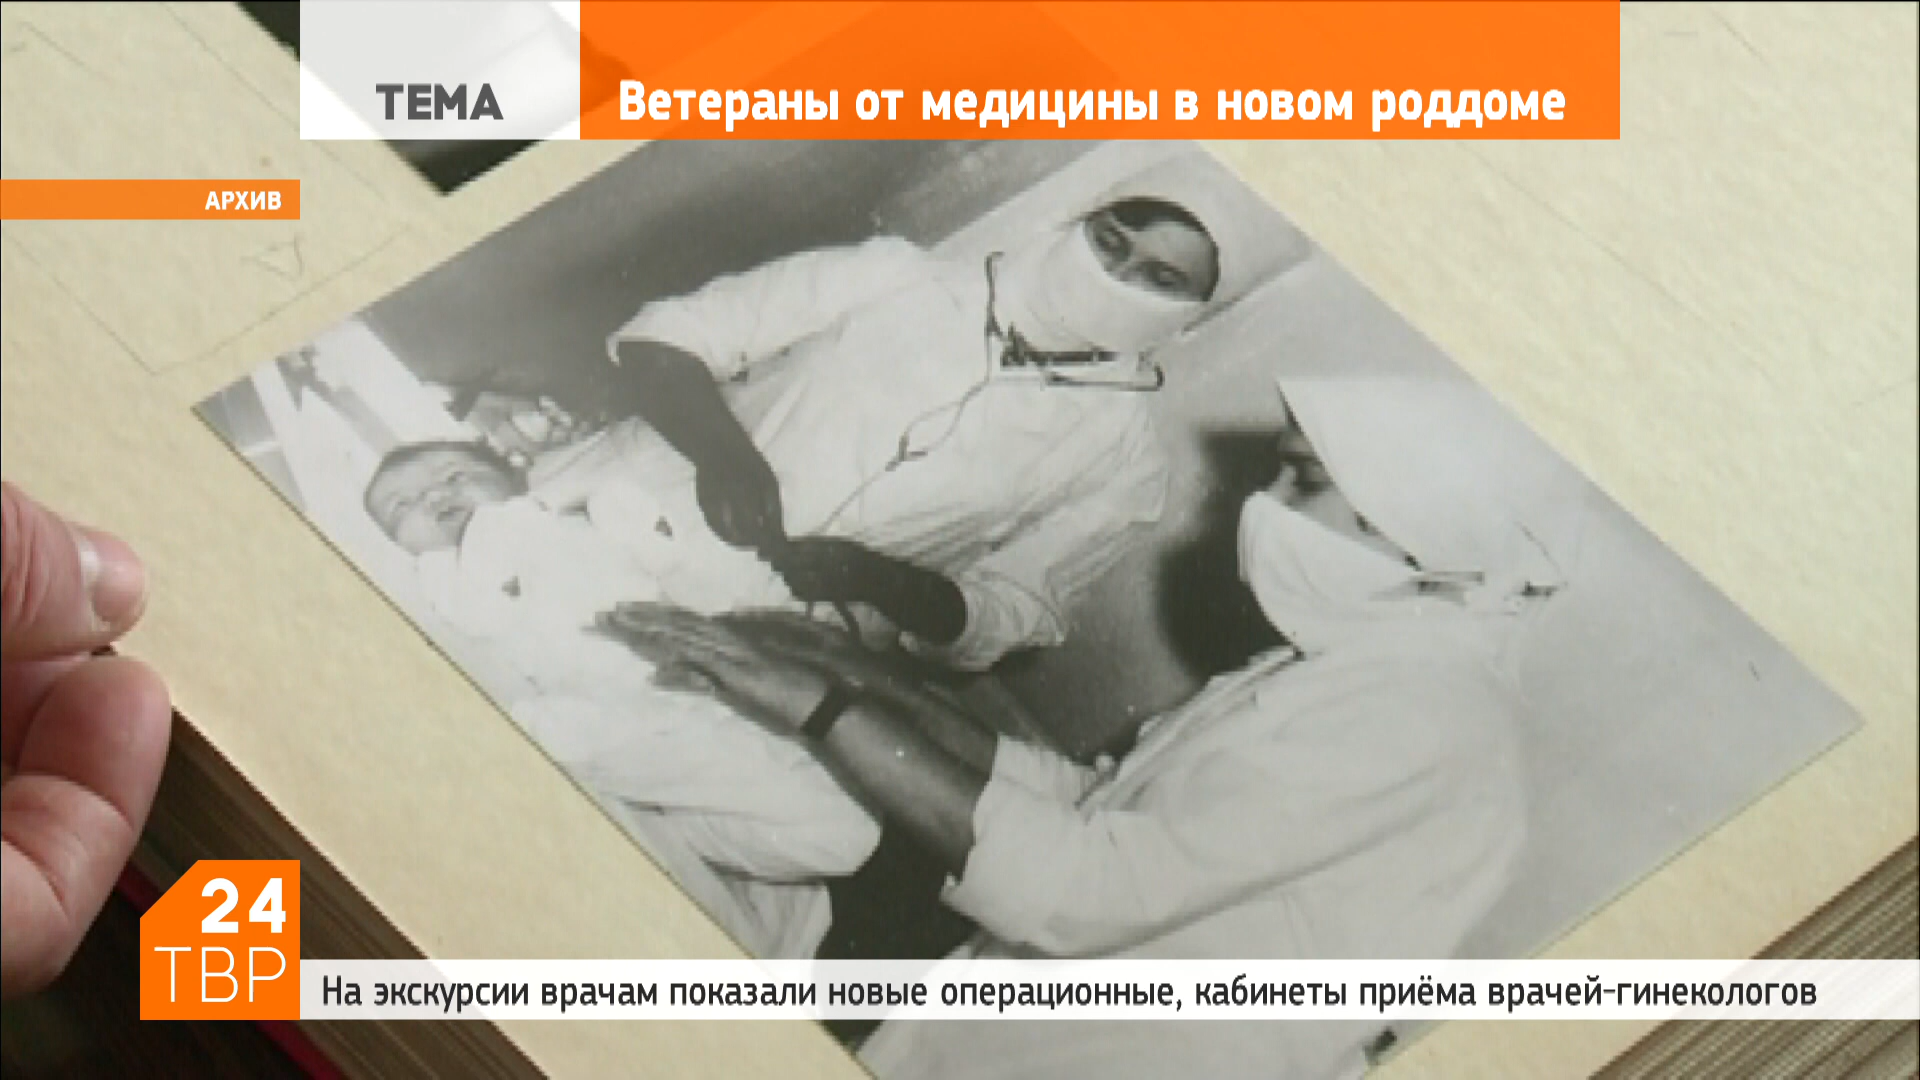 ТЕМА
Ветераны от медицины в новом роддоме
АРХИВ
24
ТВР
На экскурсии врачам показали новые операционные, кабинеты приёма врачей-гинекологов